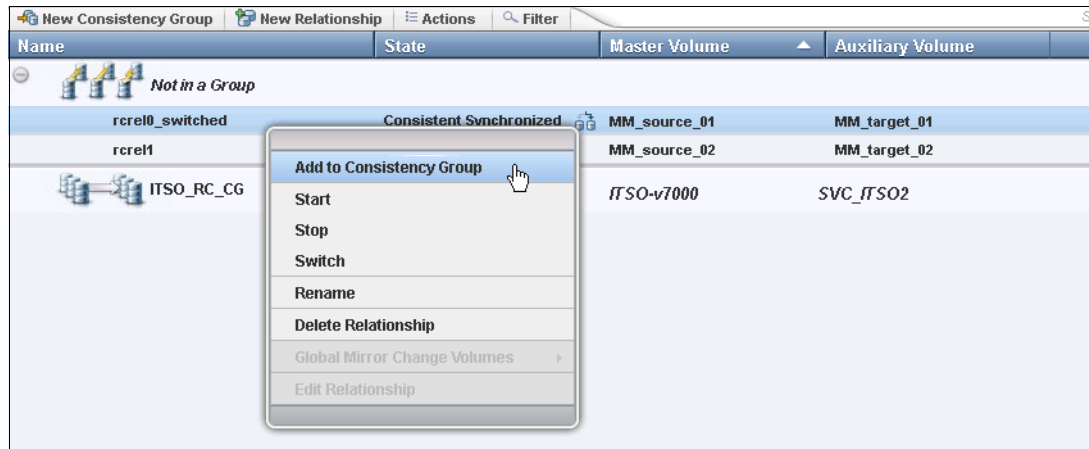 New Consistency Group New Relationship Actions Filter
Name State Master Volume Auxiliary Volume
Not in a Group
rcrel0_switched Consistent Synchronized MM_source_01 MM_target_01
rcrel1 MM_source_02 MM_target_02
Add to Consistency Group
ITSO_RC_CG ITSO-v7000 SVC_ITSO2
Start
Stop
Switch
Rename
Delete Relationship
Global Mirror Change Volumes
Edit Relationship